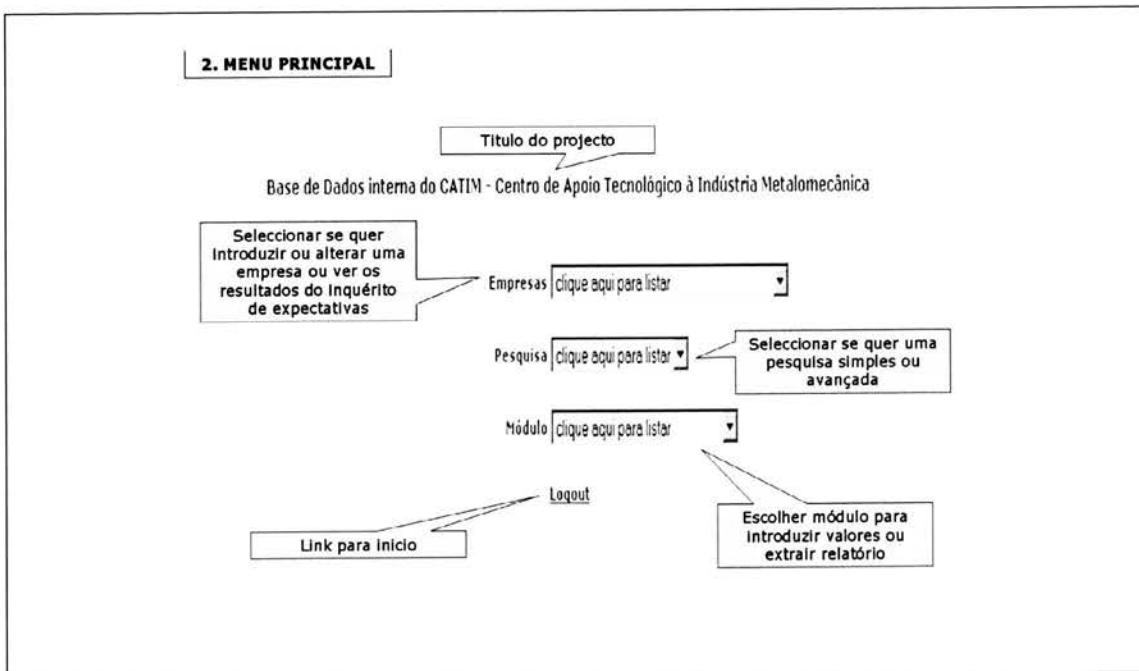 2. MENU PRINCIPAL
Titulo do projecto
Base de Dados interna do CATIM - Centro de Apoio Tecnológico à Indústria Metalomecânica
Seleccionar se quer
introduzir ou alterar uma
empresa ou ver os
resultados do inquérito
de expectativas
Empresas clique aqui para listar
Pesquisa clique aqui para listar
Seleccionar se quer uma
pesquisa simples ou
avançada
Módulo clique aqui para listar
Logout
Link para inicio
Escolher módulo para
introduzir valores ou
extrair relatório